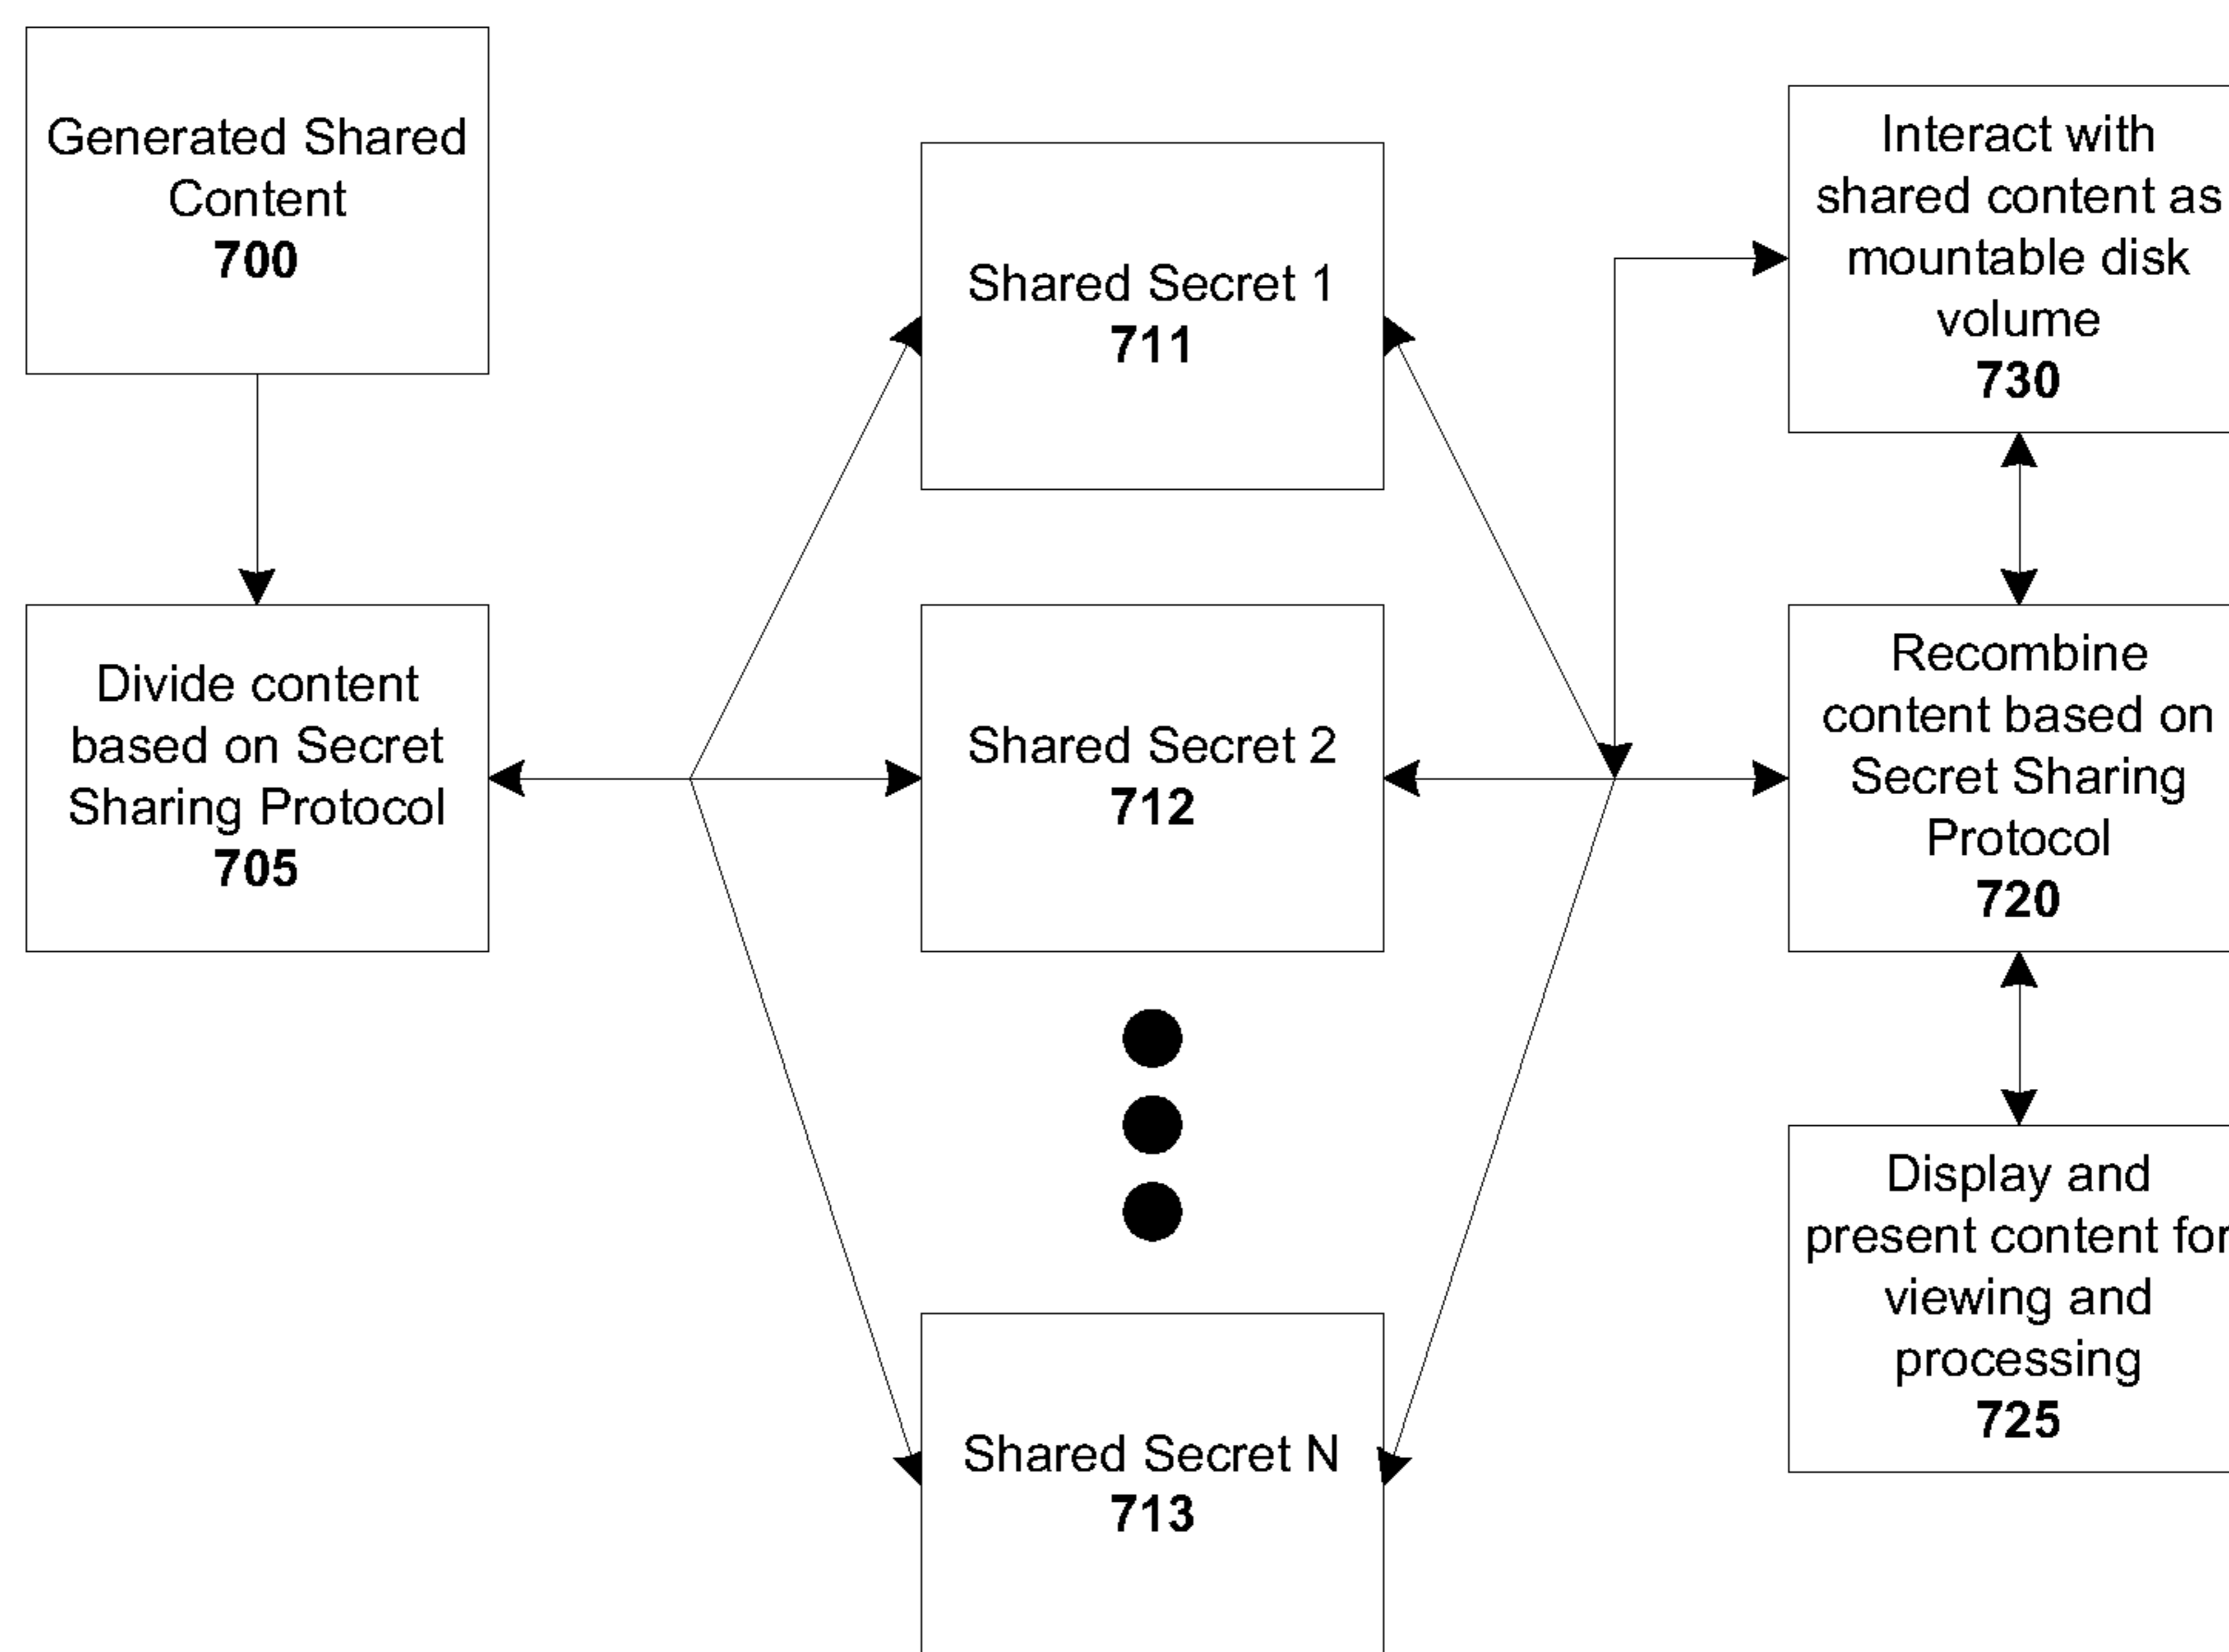 Generated Shared
Content
700
Divide content
based on Secret
Sharing Protocol
705
Shared Secret 1
711
Shared Secret 2
712
Shared Secret N
713
Interact with
shared content as
mountable disk
volume
730
Recombine
content based on
Secret Sharing
Protocol
720
Display and
present content for
viewing and
processing
725